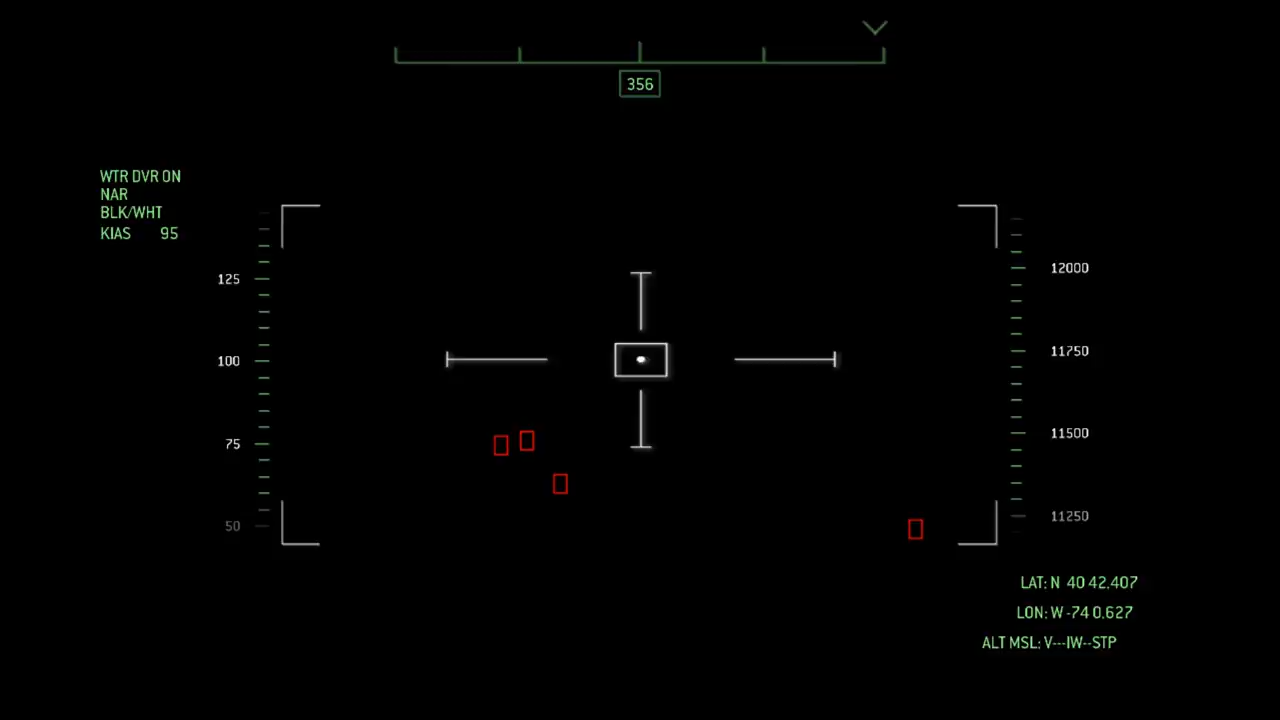 356
WTR DVR ON
NAR
BLK/WHT
KIAS 95
125
100
75
50
12000
11750
11500
11250
LAT: N 40 42.407
LON: W -74 0.627
ALT MSL: V---IW--STP